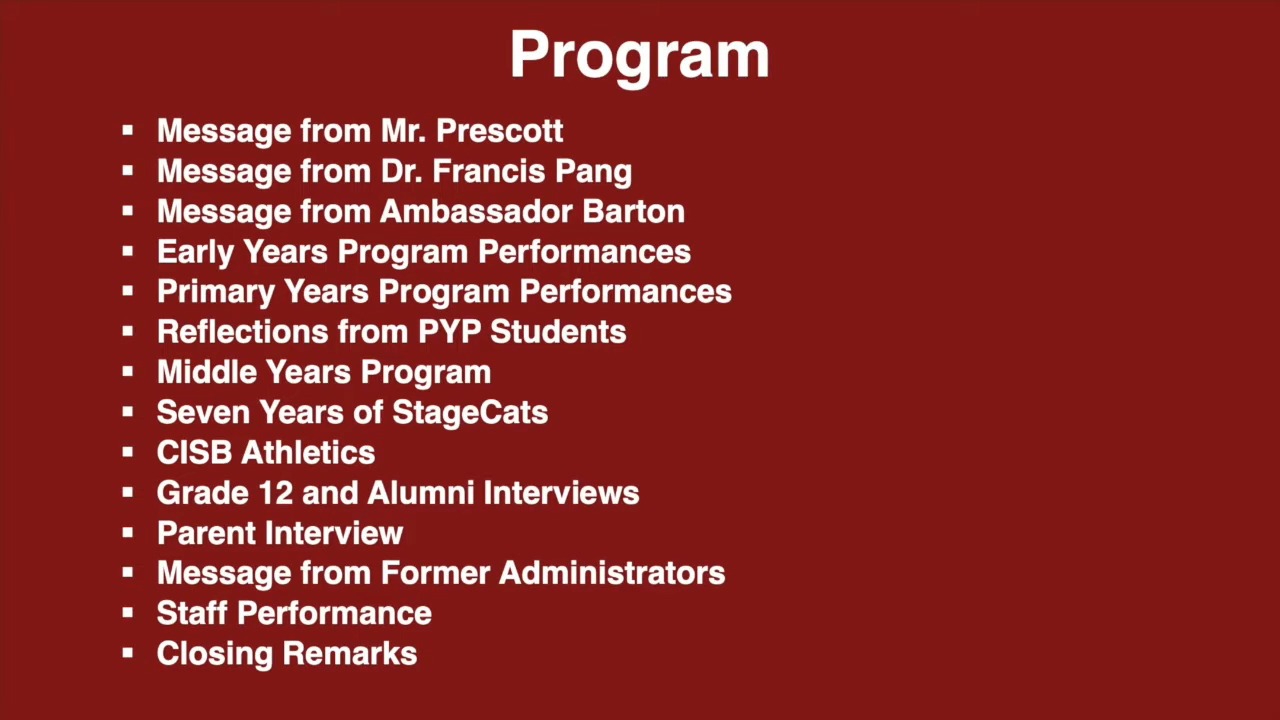 Program
▪ Message from Mr. Prescott
▪ Message from Dr. Francis Pang
▪ Message from Ambassador Barton
▪ Early Years Program Performances
▪ Primary Years Program Performances
▪ Reflections from PYP Students
▪ Middle Years Program
▪ Seven Years of StageCats
▪ CISB Athletics
▪ Grade 12 and Alumni Interviews
▪ Parent Interview
▪ Message from Former Administrators
▪ Staff Performance
▪ Closing Remarks